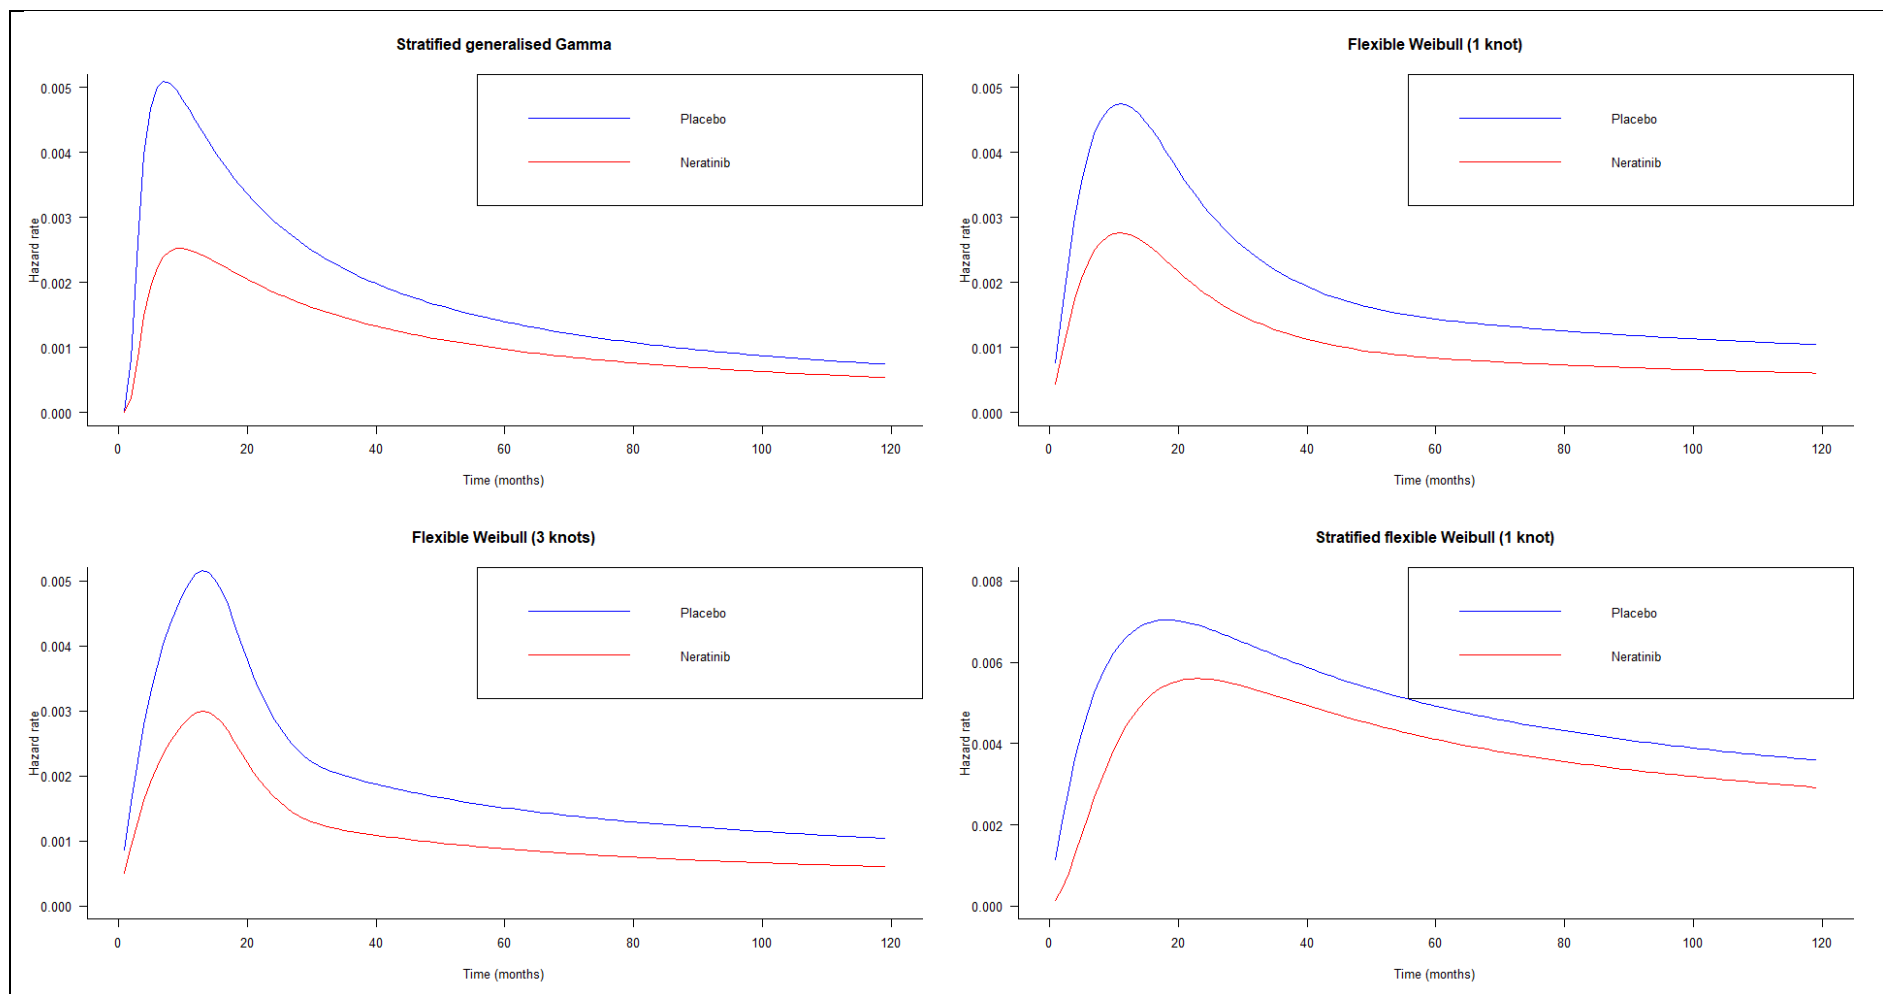 Stratified generalised Gamma
0.005
0.004
0.003
0.002
0.001
0.000
Hazard rate
Placebo
Neratinib
0 20 40 60 80 100 120
Time (months)
Flexible Weibull (1 knot)
0.005
0.004
0.003
0.002
0.001
0.000
Hazard rate
Placebo
Neratinib
0 20 40 60 80 100 120
Time (months)
Flexible Weibull (3 knots)
0.005
0.004
0.003
0.002
0.001
0.000
Hazard rate
Placebo
Neratinib
0 20 40 60 80 100 120
Time (months)
Stratified flexible Weibull (1 knot)
0.008
0.006
0.004
0.002
0.000
Hazard rate
Placebo
Neratinib
0 20 40 60 80 100 120
Time (months)